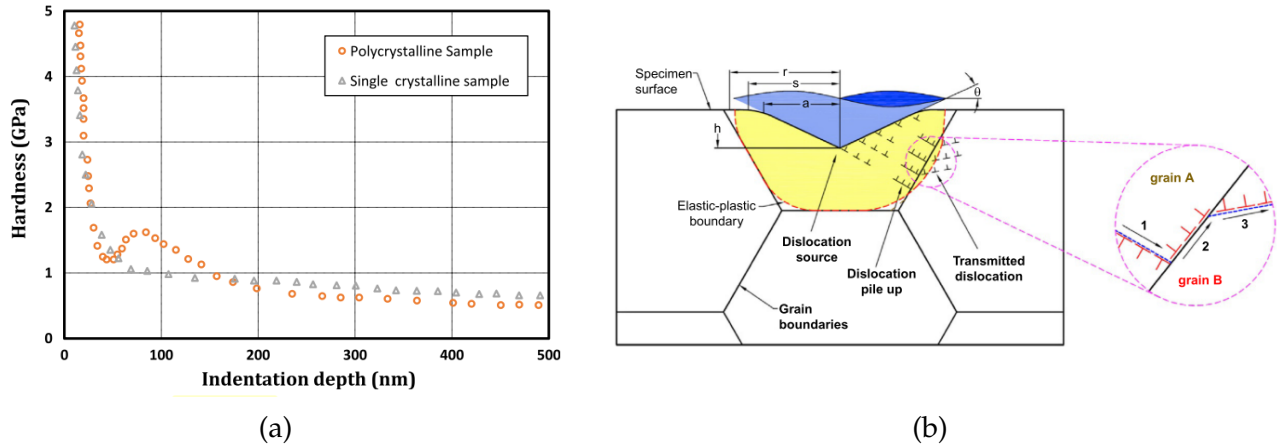 5
4
3
2
1
0
0
100
200
300
400
500
Hardness (GPa)
Indentation depth (nm)
Polycrystalline Sample
Single crystalline sample
(a)
Specimen
surface
r
s
a
h
θ
Elastic-plastic
boundary
Dislocation
source
Dislocation
pile up
Transmitted
dislocation
Grain
boundaries
grain A
1
2
3
grain B
(b)